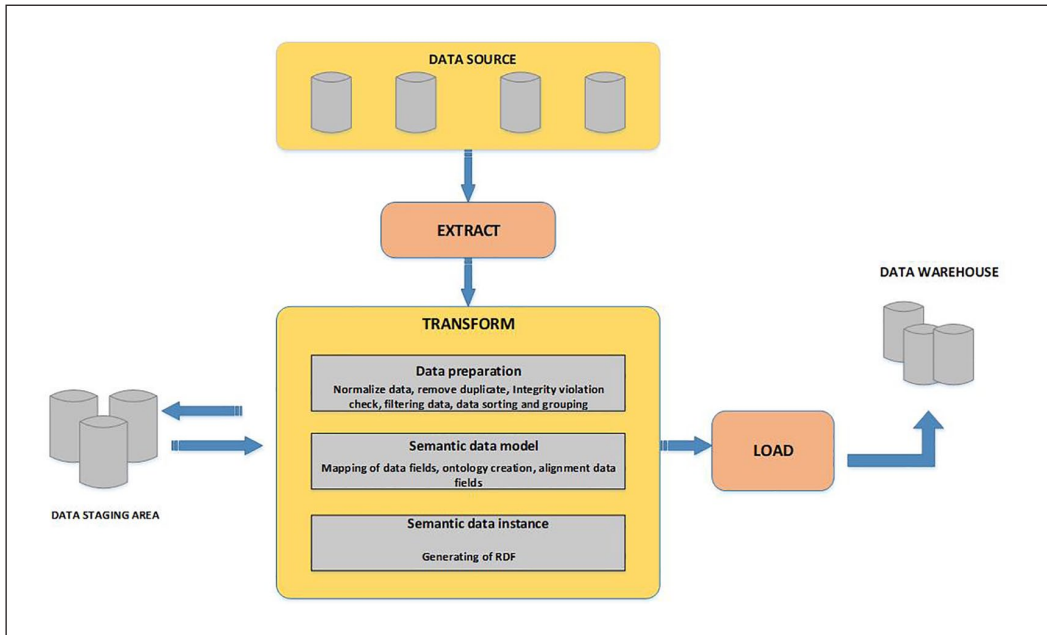 DATA SOURCE
EXTRACT
TRANSFORM
Data preparation
Normalize data, remove duplicate, Integrity violation
check, filtering data, data sorting and grouping
Semantic data model
Mapping of data fields, ontology creation, alignment data
fields
Semantic data instance
Generating of RDF
DATA STAGING AREA
LOAD
DATA WAREHOUSE